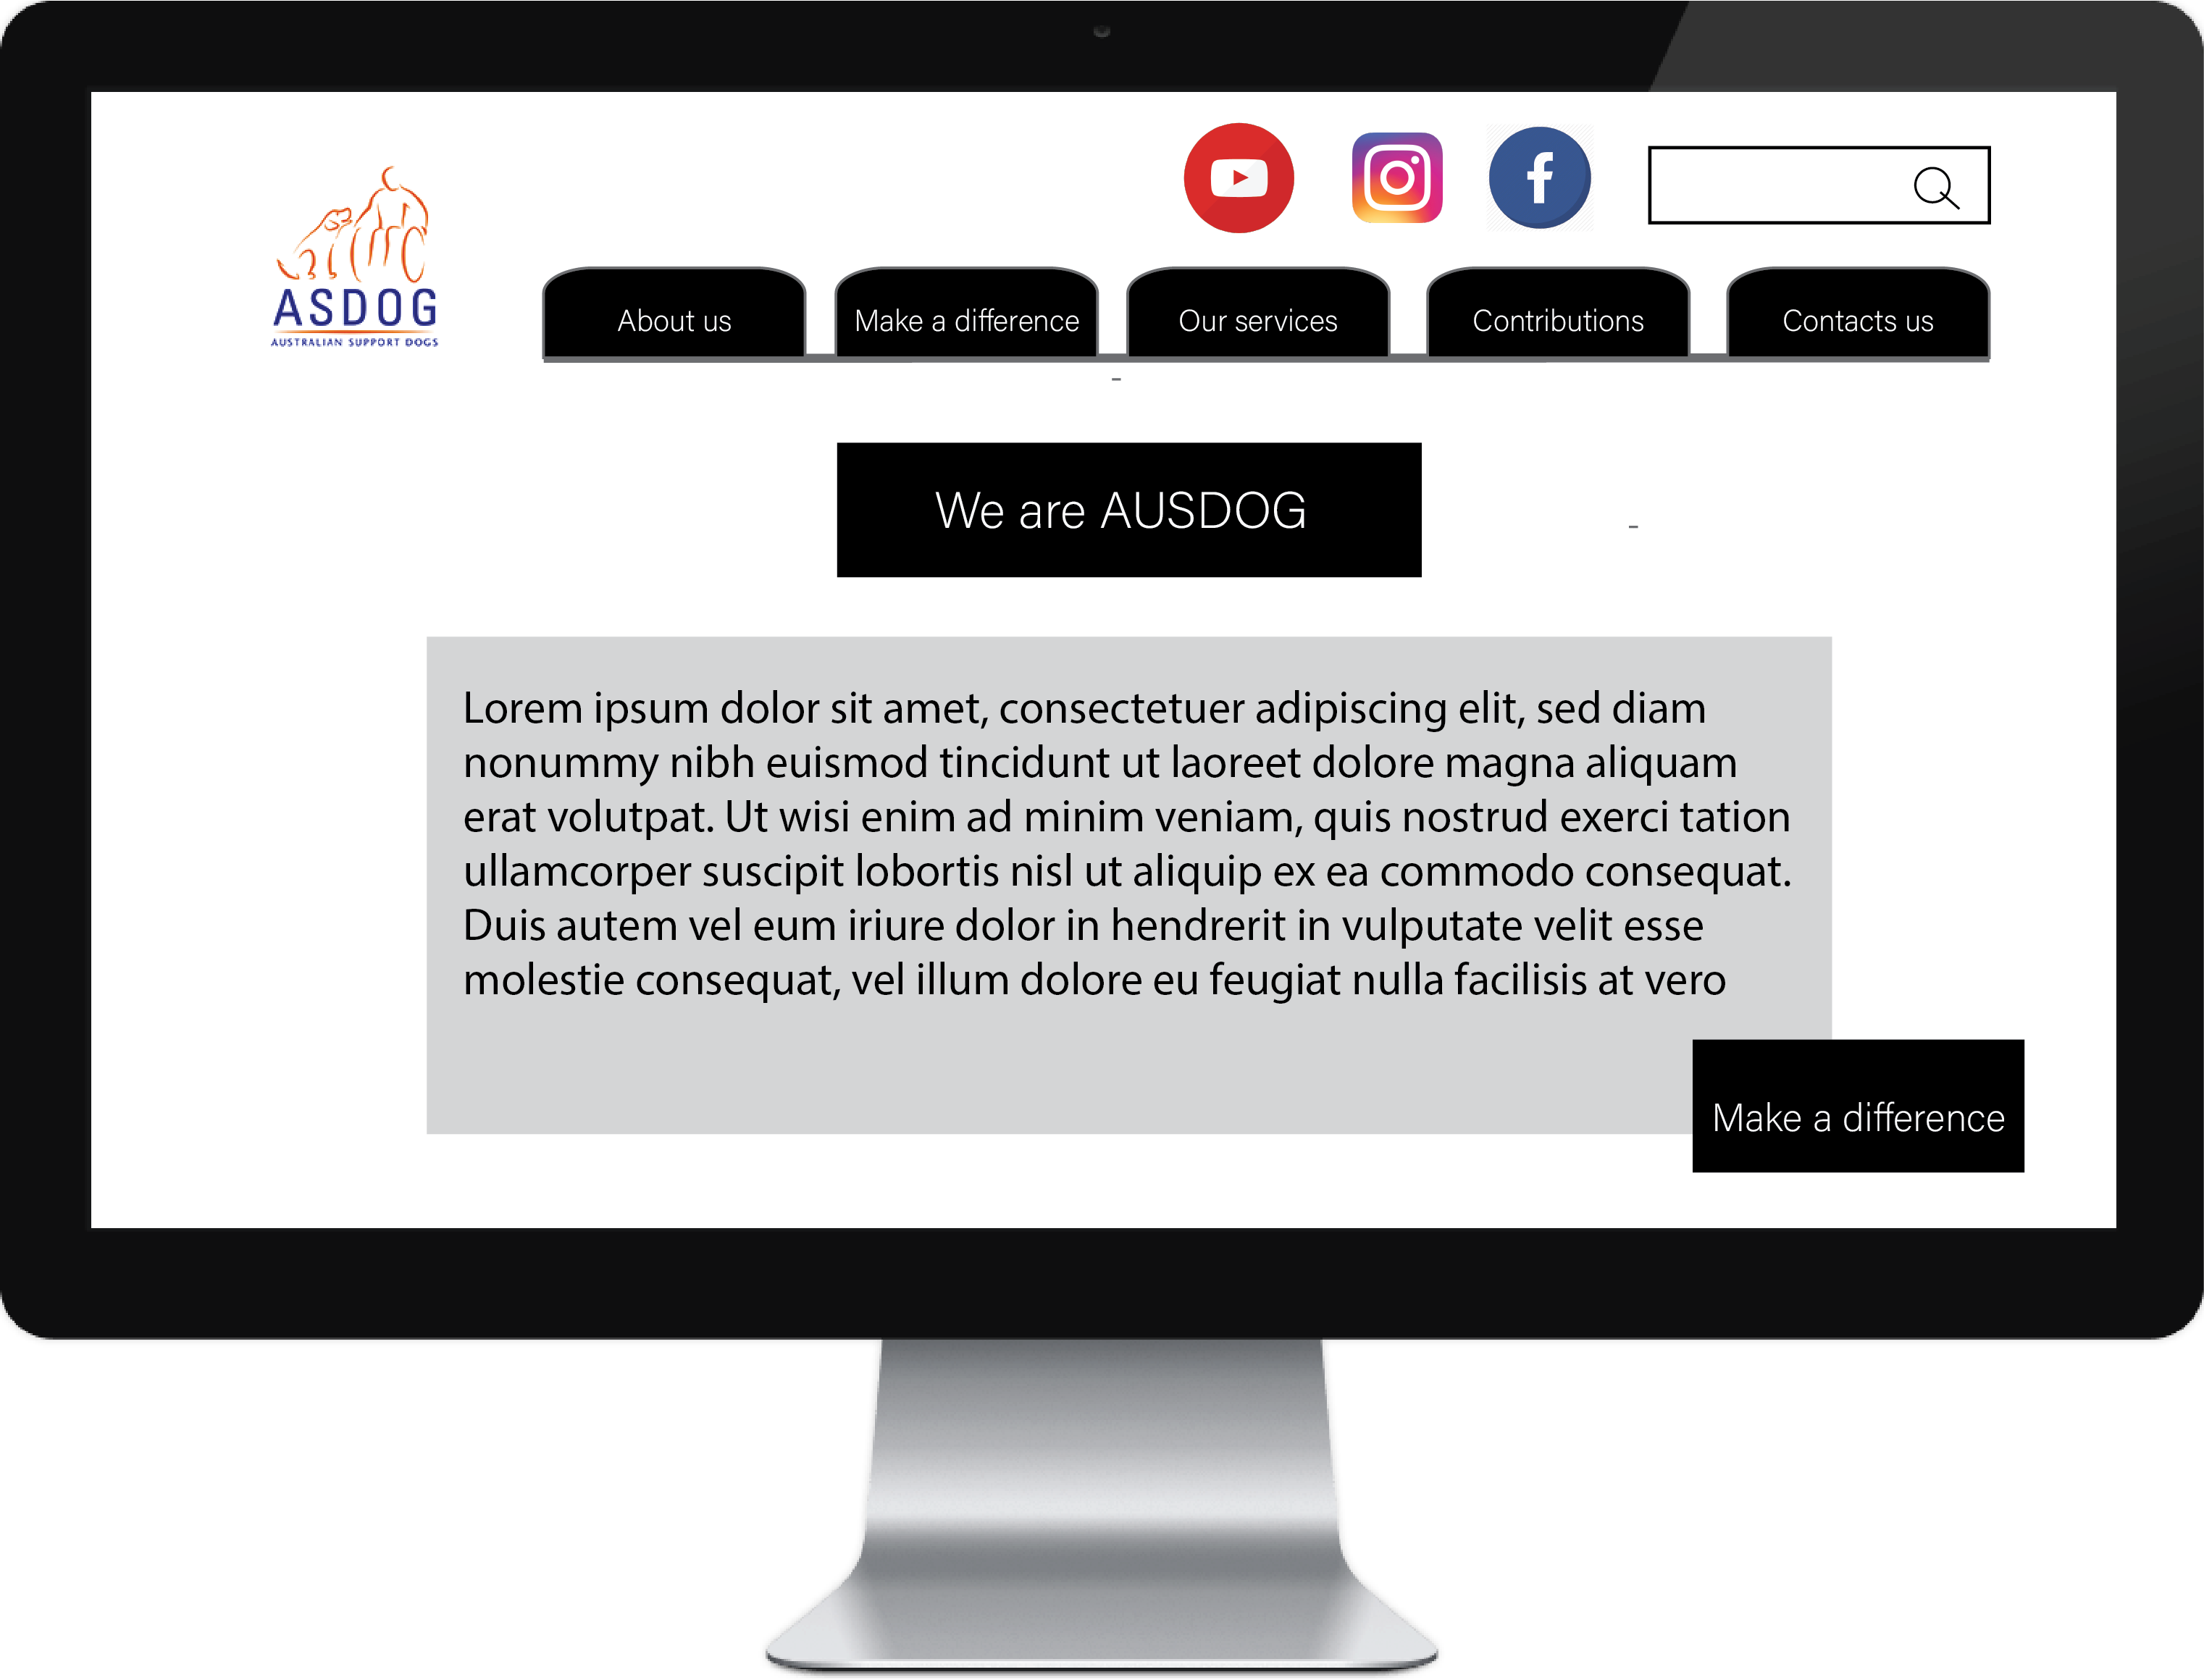 ASDOG
AUSTRALIAN SUPPORT DOGS
About us
Make a difference
Our services
Contributions
Contacts us
We are AUSDOG
Lorem ipsum dolor sit amet, consectetuer adipiscing elit, sed diam
nonummy nibh euismod tincidunt ut laoreet dolore magna aliquam
erat volutpat. Ut wisi enim ad minim veniam, quis nostrud exerci tation
ullamcorper suscipit lobortis nisl ut aliquip ex ea commodo consequat.
Duis autem vel eum iriure dolor in hendrerit in vulputate velit esse
molestie consequat, vel illum dolore eu feugiat nulla facilisis at vero
Make a difference